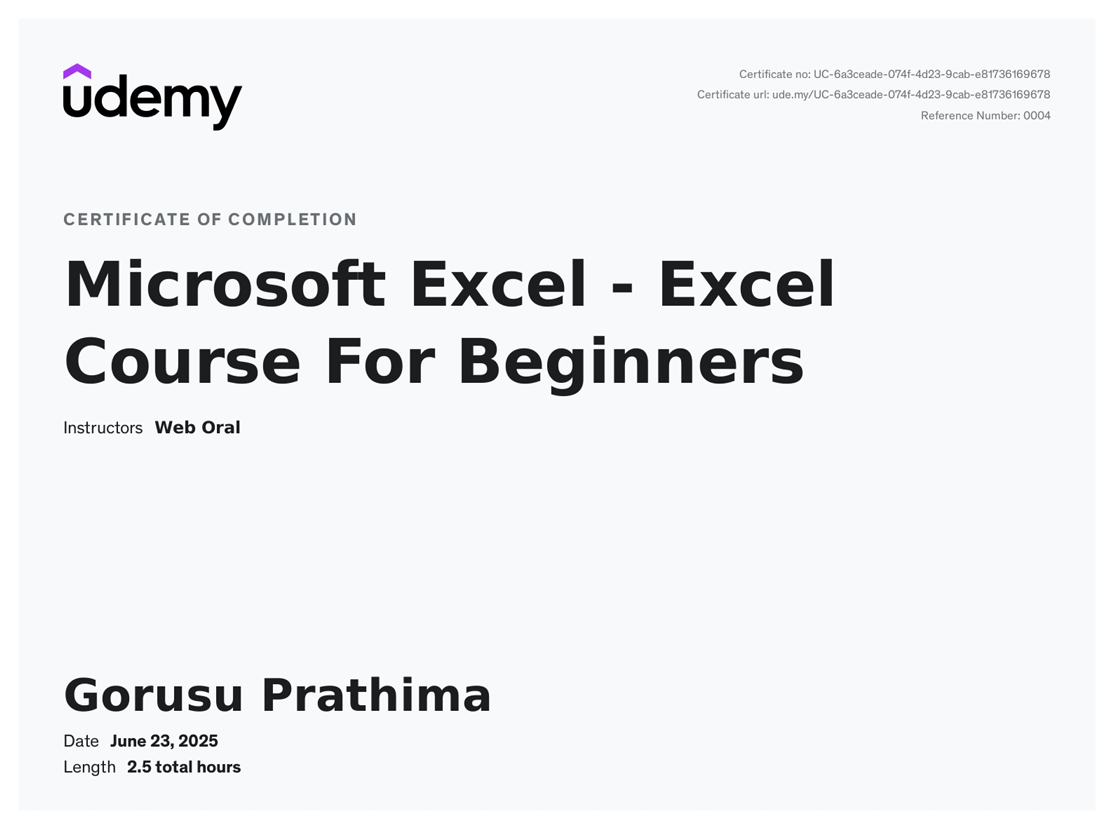 udemy
Certificate no: UC-6a3ceade-074f-4d23-9cab-e81736169678
Certificate url: ude.my/UC-6a3ceade-074f-4d23-9cab-e81736169678
Reference Number: 0004
CERTIFICATE OF COMPLETION
Microsoft Excel - Excel
Course For Beginners
Instructors Web Oral
Gorusu Prathima
Date June 23, 2025
Length 2.5 total hours